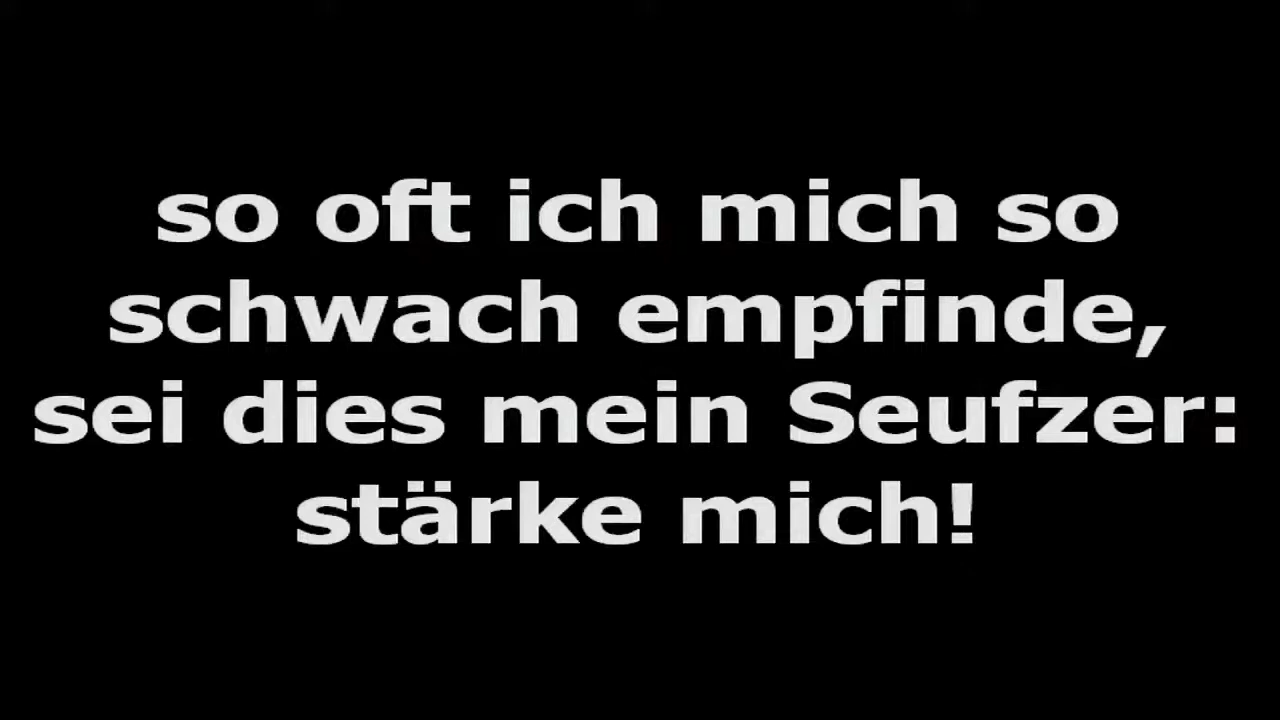 so oft ich mich so
schwach empfinde,
sei dies mein Seufzer:
stärke mich!